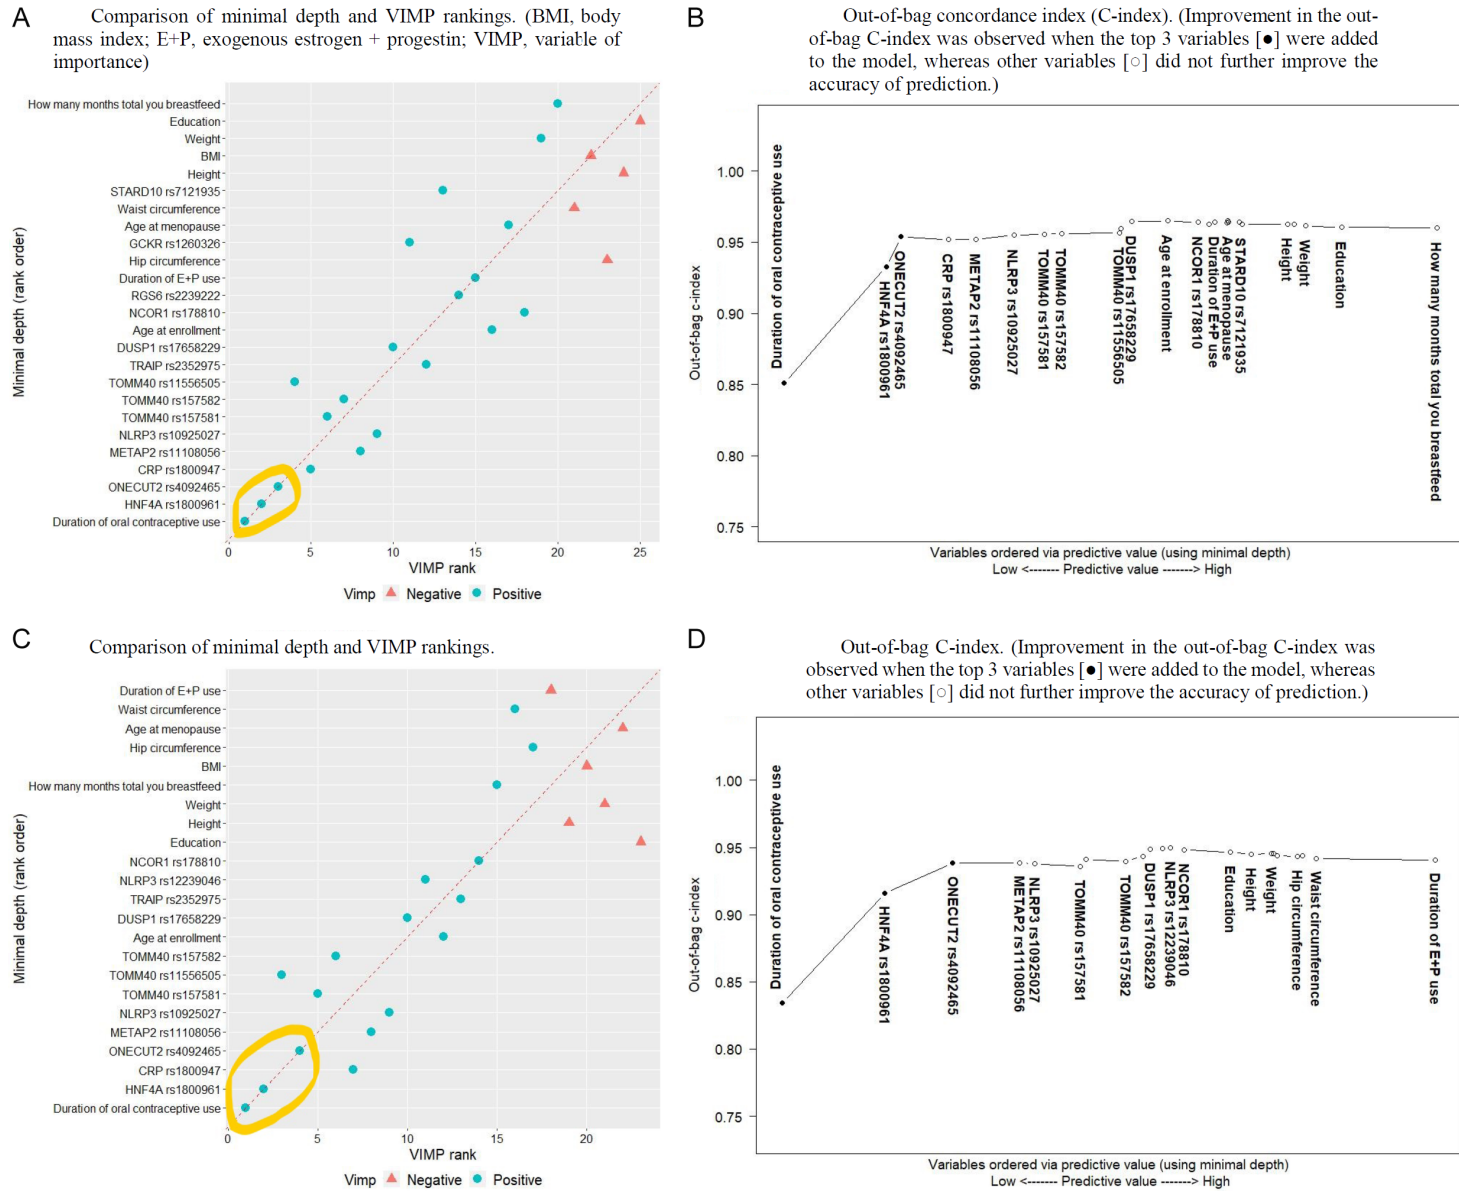 A
Comparison of minimal depth and VIMP rankings. (BMI, body
mass index; E+P, exogenous estrogen + progestin; VIMP, variable of
importance)
Minimal depth (rank order)
How many months total you breastfeed
Education
Weight
BMI
Height
STARD10 rs7121935
Waist circumference
Age at menopause
GCKR rs1260326
Hip circumference
Duration of E+P use
RGS6 rs2239222
NCOR1 rs178810
Age at enrollment
DUSP1 rs17658229
TRAIP rs2352975
TOMM40 rs11556505
TOMM40 rs157582
TOMM40 rs157581
NLRP3 rs10925027
METAP2 rs11108056
CRP rs1800947
ONECUT2 rs4092465
HNF4A rs1800961
Duration of oral contraceptive use
0 5 10 15 20 25
VIMP rank
Vimp Negative Positive
B
Out-of-bag concordance index (C-index). (Improvement in the out-
of-bag C-index was observed when the top 3 variables [●] were added
to the model, whereas other variables [○] did not further improve the
accuracy of prediction.)
Out-of-bag c-index
1.00
0.95
0.90
0.85
0.80
0.75
Duration of oral contraceptive use
HNF4A rs1800961
ONECUT2 rs4092465
CRP rs1800947
METAP2 rs11108056
NLRP3 rs10925027
TOMM40 rs157581
TOMM40 rs157582
TOMM40 rs11556505
DUSP1 rs17658229
Age at enrollment
NCOR1 rs178810
Duration of E+P use
Age at menopause
STARD10 rs7121935
Height
Weight
Education
How many months total you breastfeed
Variables ordered via predictive value (using minimal depth)
Low <------- Predictive value -------> High
C
Comparison of minimal depth and VIMP rankings.
Minimal depth (rank order)
Duration of E+P use
Waist circumference
Age at menopause
Hip circumference
BMI
How many months total you breastfeed
Weight
Height
Education
NCOR1 rs178810
NLRP3 rs12239046
TRAIP rs2352975
DUSP1 rs17658229
Age at enrollment
TOMM40 rs157582
TOMM40 rs11556505
TOMM40 rs157581
NLRP3 rs10925027
METAP2 rs11108056
ONECUT2 rs4092465
CRP rs1800947
HNF4A rs1800961
Duration of oral contraceptive use
0 5 10 15 20
VIMP rank
Vimp Negative Positive
D
Out-of-bag C-index. (Improvement in the out-of-bag C-index was
observed when the top 3 variables [●] were added to the model, whereas
other variables [○] did not further improve the accuracy of prediction.)
Out-of-bag c-index
1.00
0.95
0.90
0.85
0.80
0.75
Duration of oral contraceptive use
HNF4A rs1800961
ONECUT2 rs4092465
METAP2 rs11108056
NLRP3 rs10925027
TOMM40 rs157581
TOMM40 rs157582
DUSP1 rs17658229
NLRP3 rs12239046
NCOR1 rs178810
Education
Height
Weight
Hip circumference
Waist circumference
Duration of E+P use
Variables ordered via predictive value (using minimal depth)
Low <------- Predictive value -------> High